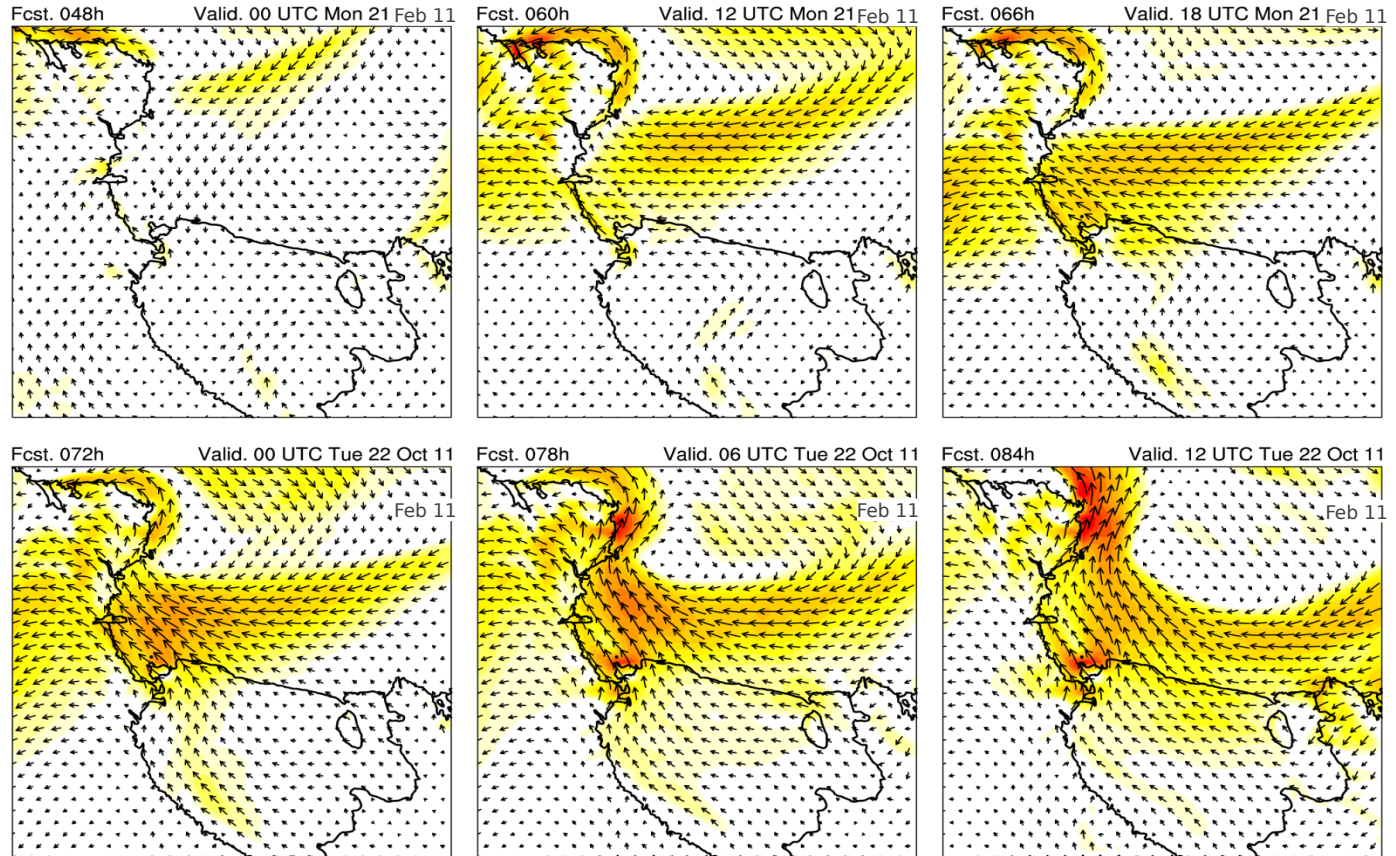 Fcst. 048h Valid. 00 UTC Mon 21 Feb 11
Fcst. 060h Valid. 12 UTC Mon 21 Feb 11
Fcst. 066h Valid. 18 UTC Mon 21 Feb 11
Fcst. 072h Valid. 00 UTC Tue 22 Oct 11
Feb 11
Fcst. 078h Valid. 06 UTC Tue 22 Oct 11
Feb 11
Fcst. 084h Valid. 12 UTC Tue 22 Oct 11
Feb 11